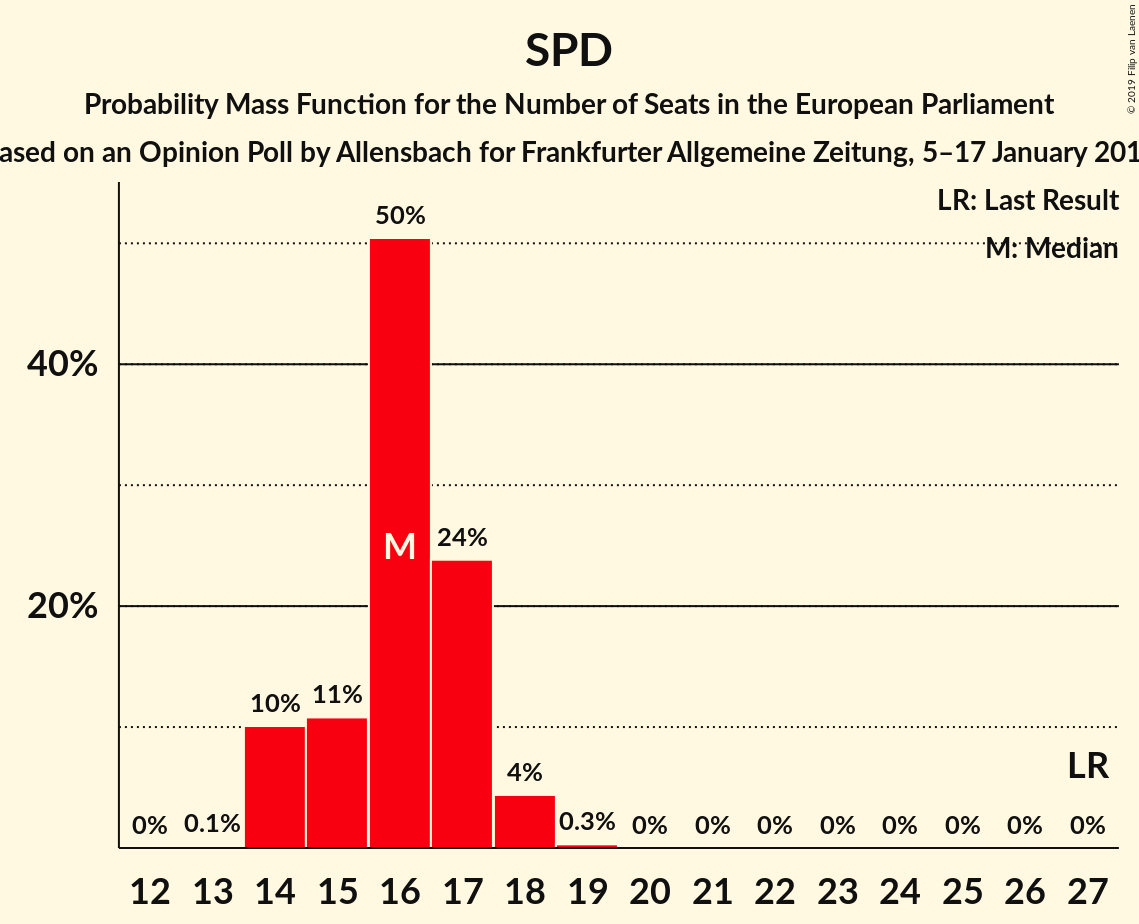 SPD
Probability Mass Function for the Number of Seats in the European Parliament
ased on an Opinion Poll by Allensbach for Frankfurter Allgemeine Zeitung, 5–17 January 201
© 2019 Filip van Laenen
LR: Last Result
M: Median
50%
40%
24%
M
20%
10%
11%
4%
LR
0%
0.1%
0.3%
0%
0%
0%
0%
0%
0%
0%
0%
12 13 14 15 16 17 18 19 20 21 22 23 24 25 26 27